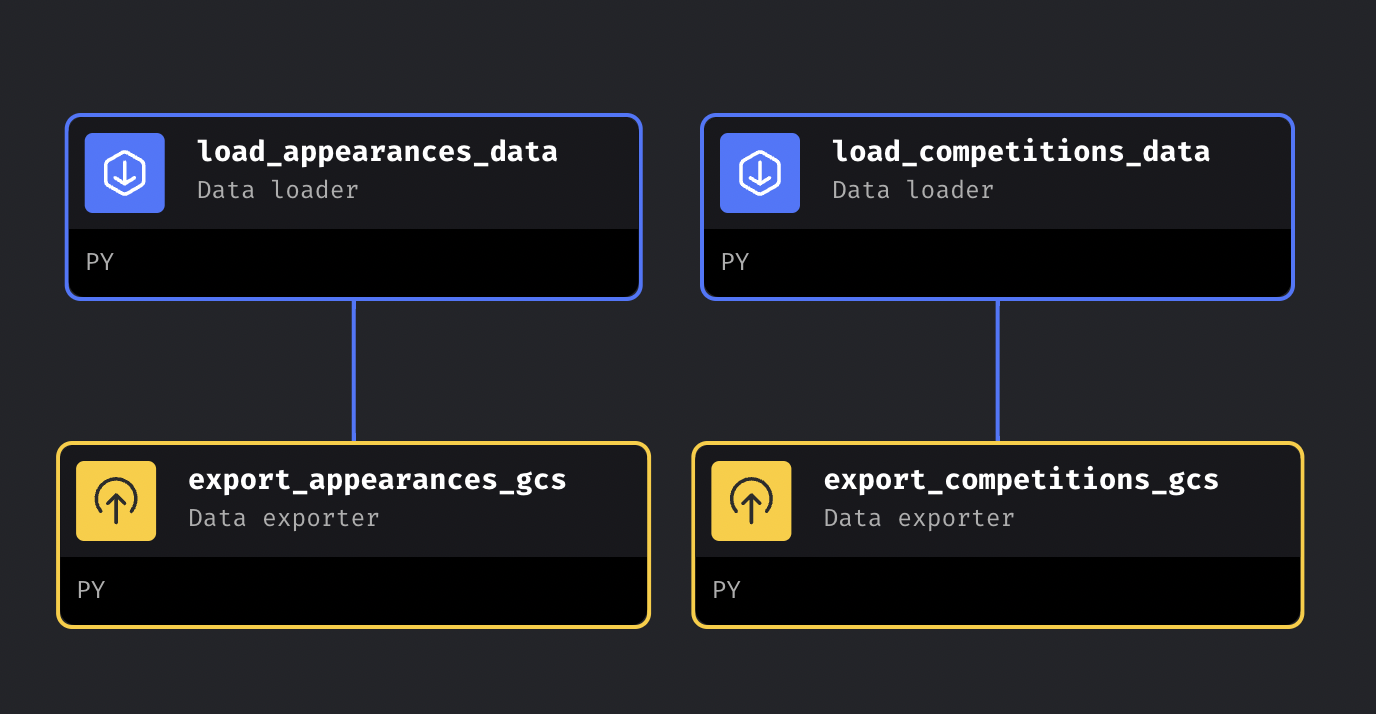 load_appearances_data
Data loader
PY
load_competitions_data
Data loader
PY
export_appearances_gcs
Data exporter
PY
export_competitions_gcs
Data exporter
PY